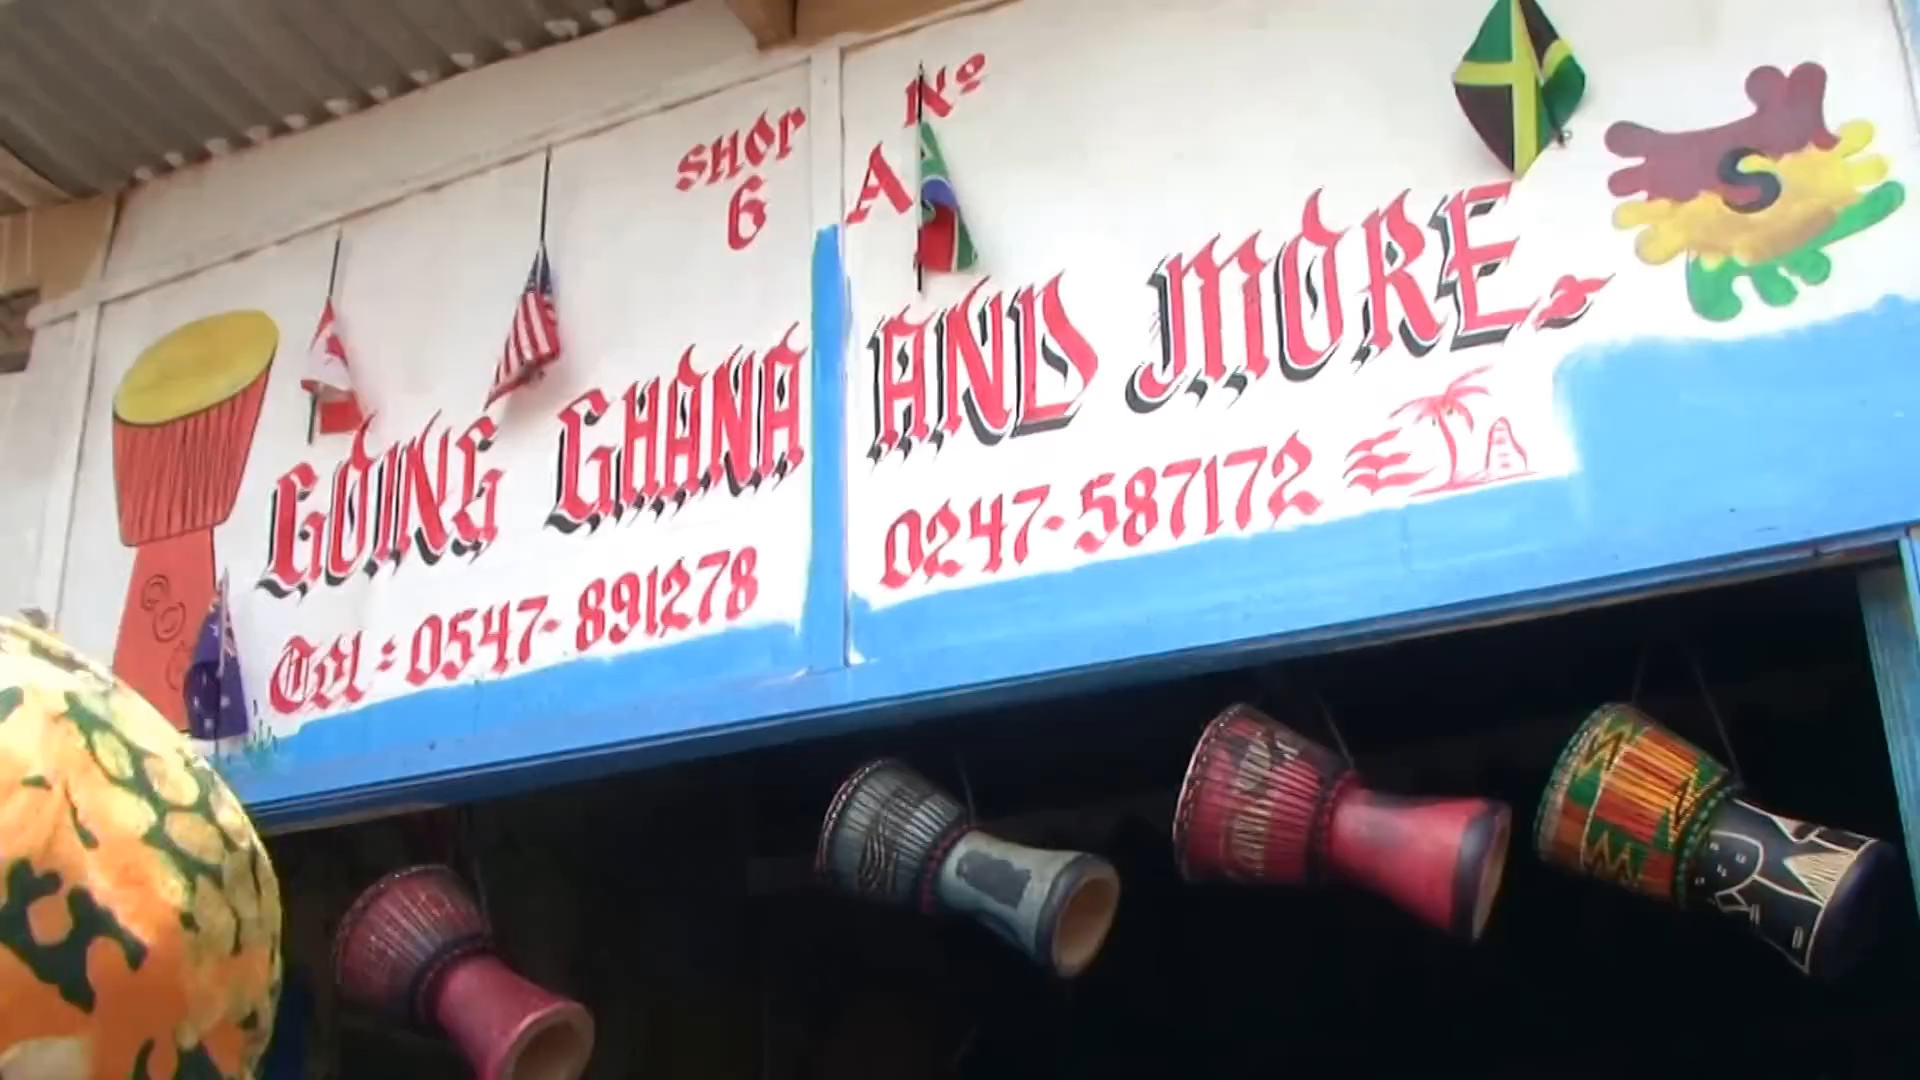 SHOP Nº
6 A
GOING GHANA AND MORE
Tel: 0547-891278 0247-587172
S